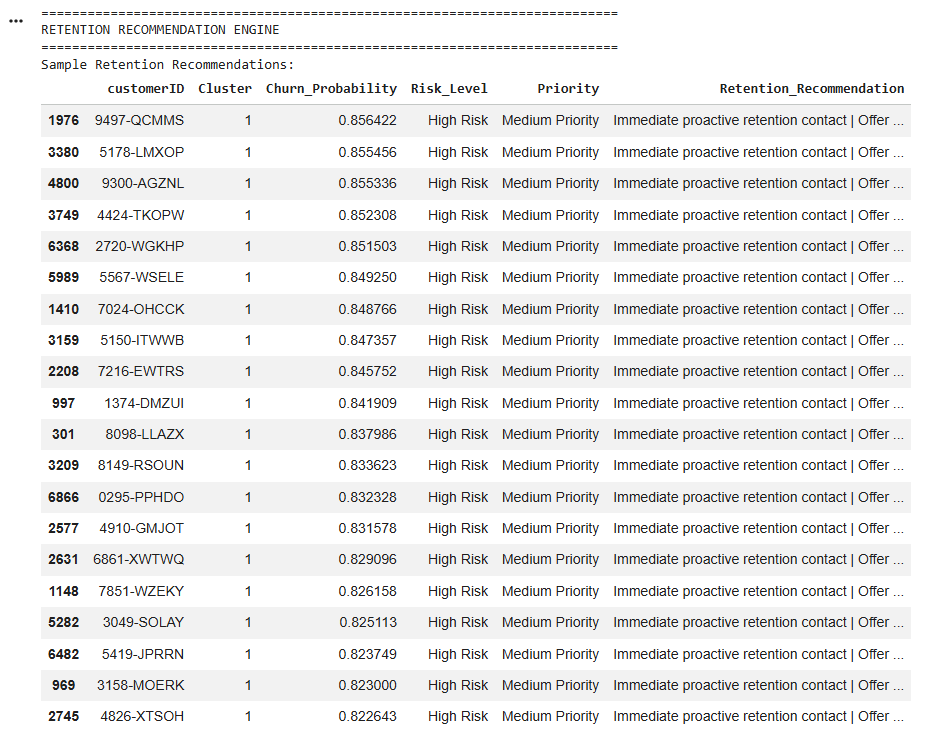 ========================================================================
RETENTION RECOMMENDATION ENGINE
========================================================================
Sample Retention Recommendations:
customerID Cluster Churn_Probability Risk_Level Priority Retention_Recommendation
1976 9497-QCMMS 1 0.856422 High Risk Medium Priority Immediate proactive retention contact | Offer ...
3380 5178-LMXOP 1 0.855456 High Risk Medium Priority Immediate proactive retention contact | Offer ...
4800 9300-AGZNL 1 0.855336 High Risk Medium Priority Immediate proactive retention contact | Offer ...
3749 4424-TKOPW 1 0.852308 High Risk Medium Priority Immediate proactive retention contact | Offer ...
6368 2720-WGKHP 1 0.851503 High Risk Medium Priority Immediate proactive retention contact | Offer ...
5989 5567-WSELE 1 0.849250 High Risk Medium Priority Immediate proactive retention contact | Offer ...
1410 7024-OHCCK 1 0.848766 High Risk Medium Priority Immediate proactive retention contact | Offer ...
3159 5150-ITWWB 1 0.847357 High Risk Medium Priority Immediate proactive retention contact | Offer ...
2208 7216-EWTRS 1 0.845752 High Risk Medium Priority Immediate proactive retention contact | Offer ...
997 1374-DMZUI 1 0.841909 High Risk Medium Priority Immediate proactive retention contact | Offer ...
301 8098-LLAZX 1 0.837986 High Risk Medium Priority Immediate proactive retention contact | Offer ...
3209 8149-RSOUN 1 0.833623 High Risk Medium Priority Immediate proactive retention contact | Offer ...
6866 0295-PPHDO 1 0.832328 High Risk Medium Priority Immediate proactive retention contact | Offer ...
2577 4910-GMJOT 1 0.831578 High Risk Medium Priority Immediate proactive retention contact | Offer ...
2631 6861-XWTWQ 1 0.829096 High Risk Medium Priority Immediate proactive retention contact | Offer ...
1148 7851-WZEKY 1 0.826158 High Risk Medium Priority Immediate proactive retention contact | Offer ...
5282 3049-SOLAY 1 0.825113 High Risk Medium Priority Immediate proactive retention contact | Offer ...
6482 5419-JPRRN 1 0.823749 High Risk Medium Priority Immediate proactive retention contact | Offer ...
969 3158-MOERK 1 0.823000 High Risk Medium Priority Immediate proactive retention contact | Offer ...
2745 4826-XTSOH 1 0.822643 High Risk Medium Priority Immediate proactive retention contact | Offer ...